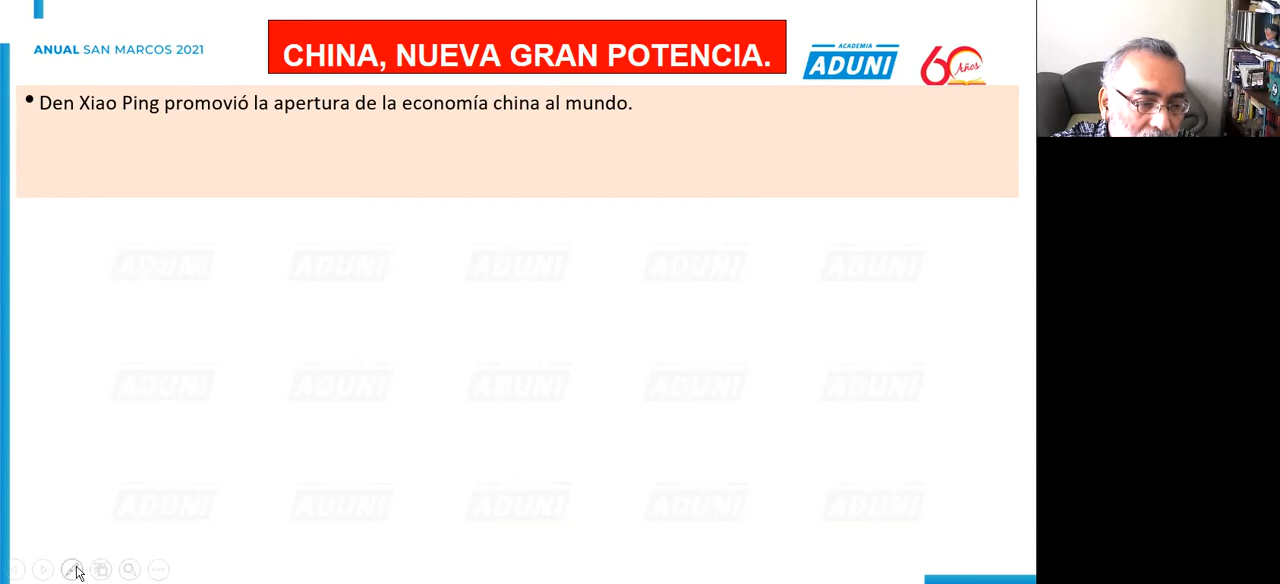 ANUAL SAN MARCOS 2021
CHINA, NUEVA GRAN POTENCIA.
ACADEMIA
ADUNI
60 Años
• Den Xiao Ping promovió la apertura de la economía china al mundo.
ADUNI ADUNI ADUNI ADUNI ADUNI
ADUNI ADUNI ADUNI ADUNI ADUNI
ADUNI ADUNI ADUNI ADUNI ADUNI